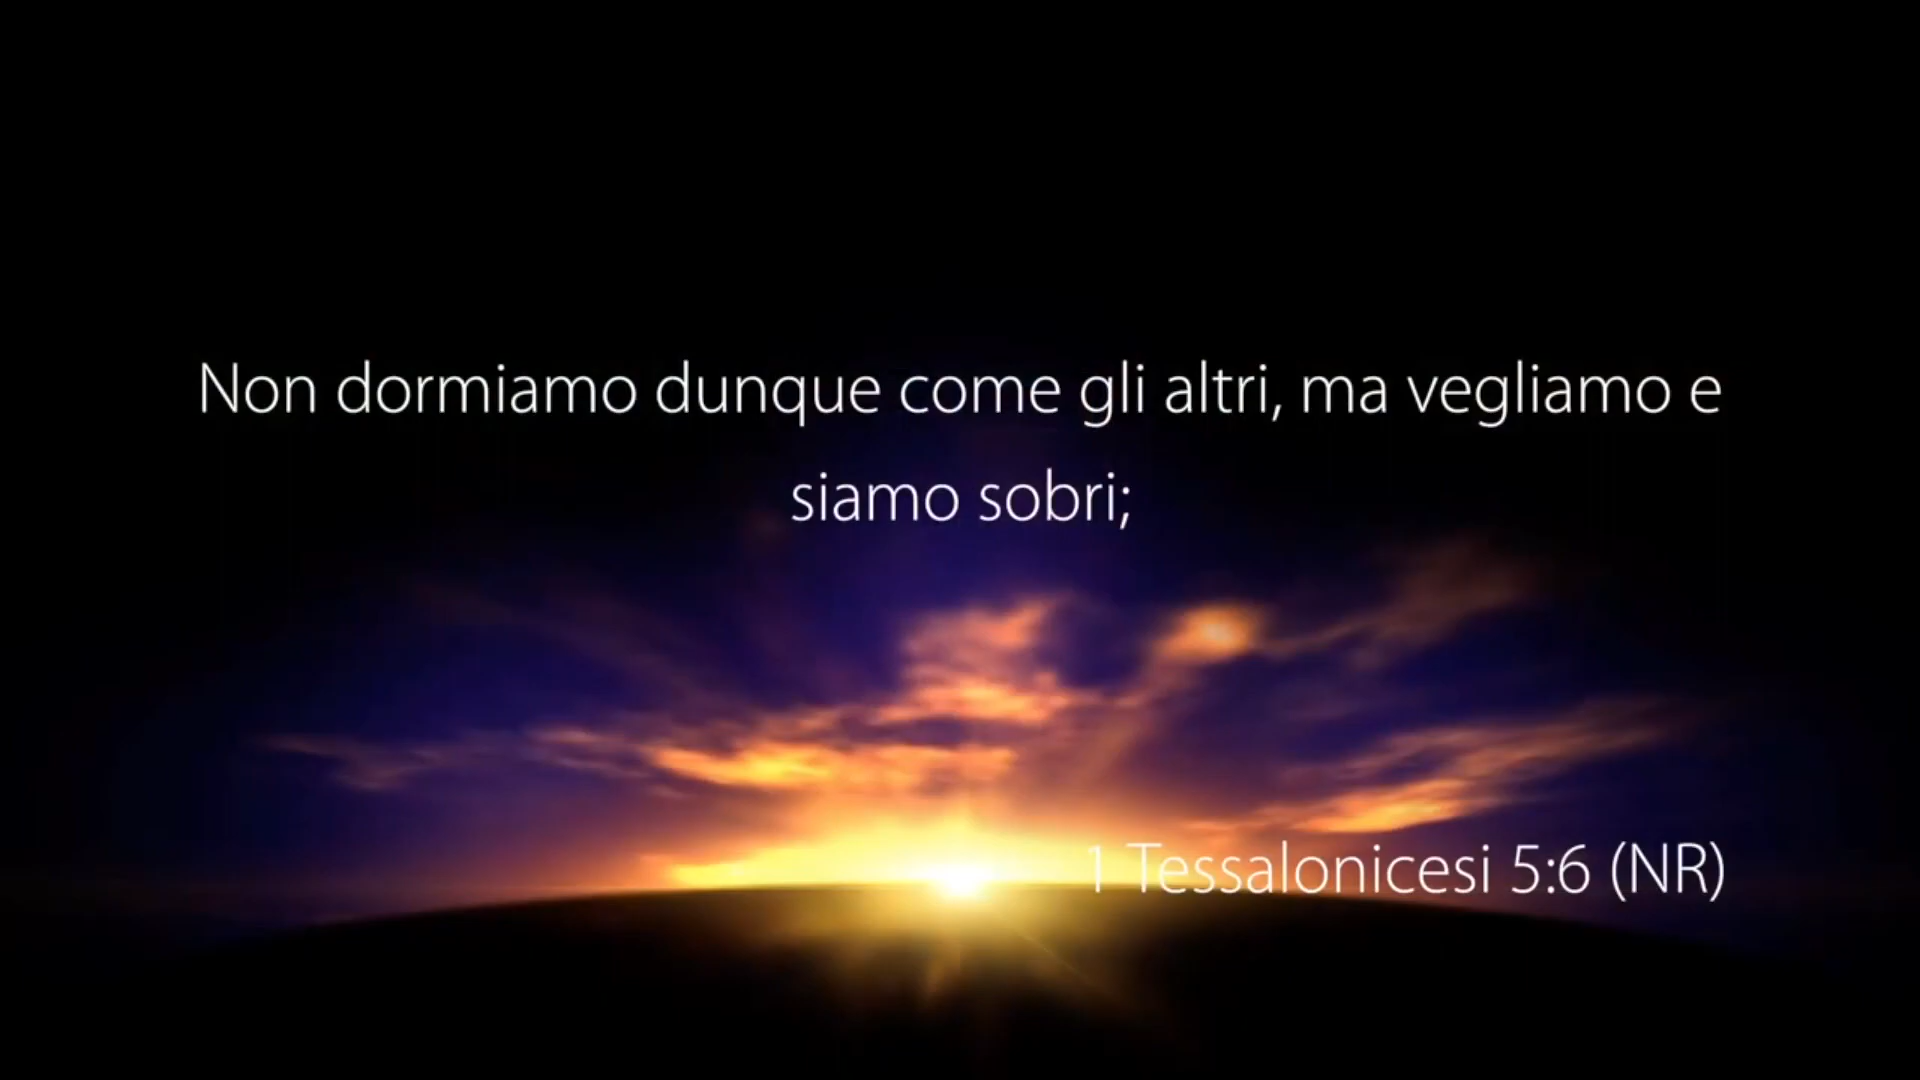 Non dormiamo dunque come gli altri, ma vegliamo e
siamo sobri;
1 Tessalonicesi 5:6 (NR)